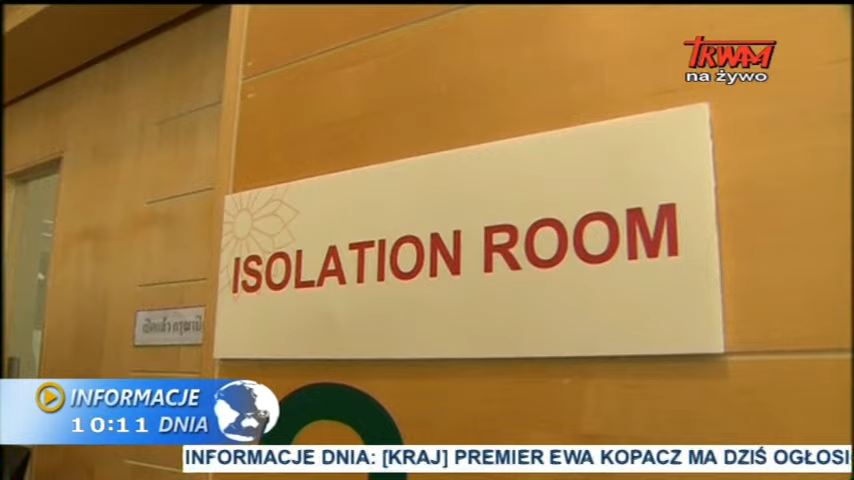 TRWAM
na żywo
ISOLATION ROOM
INFORMACJE
10:11 DNIA
INFORMACJE DNIA: [KRAJ] PREMIER EWA KOPACZ MA DZIŚ OGŁOSI